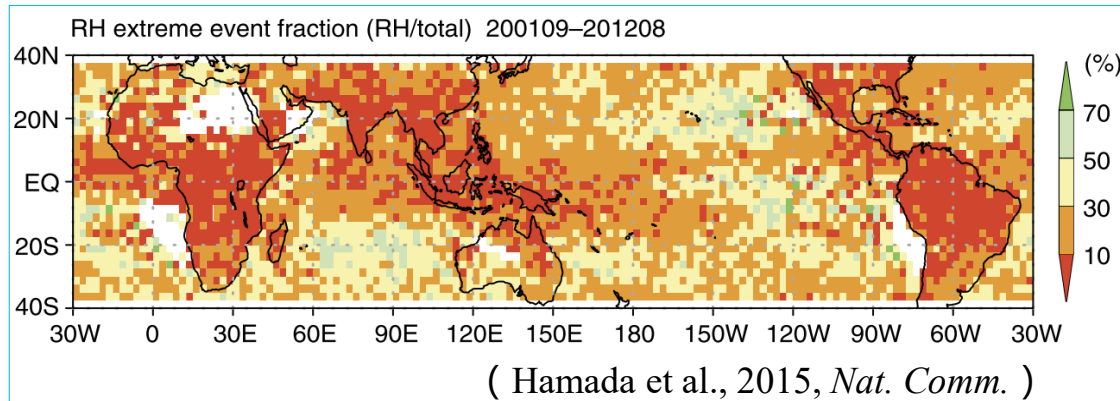 RH extreme event fraction (RH/total) 200109–201208
40N
20N
EQ
20S
40S
30W 0 30E 60E 90E 120E 150E 180 150W 120W 90W 60W 30W
(%)
70
50
30
10
( Hamada et al., 2015, Nat. Comm. )